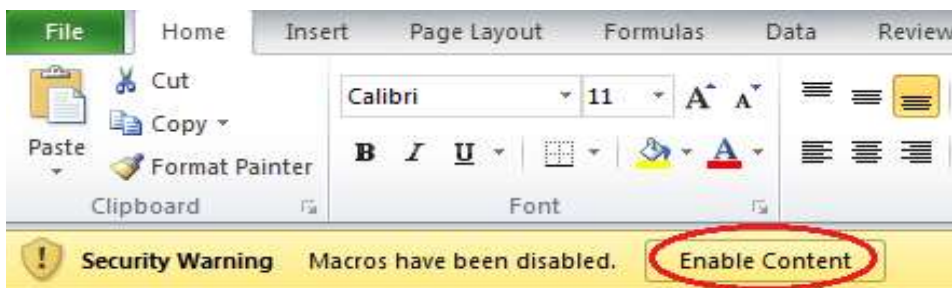 File Home Insert Page Layout Formulas Data Review
Cut
Calibri 11 A A
Copy
Paste
B I U A
Format Painter
Clipboard Font
! Security Warning Macros have been disabled. Enable Content